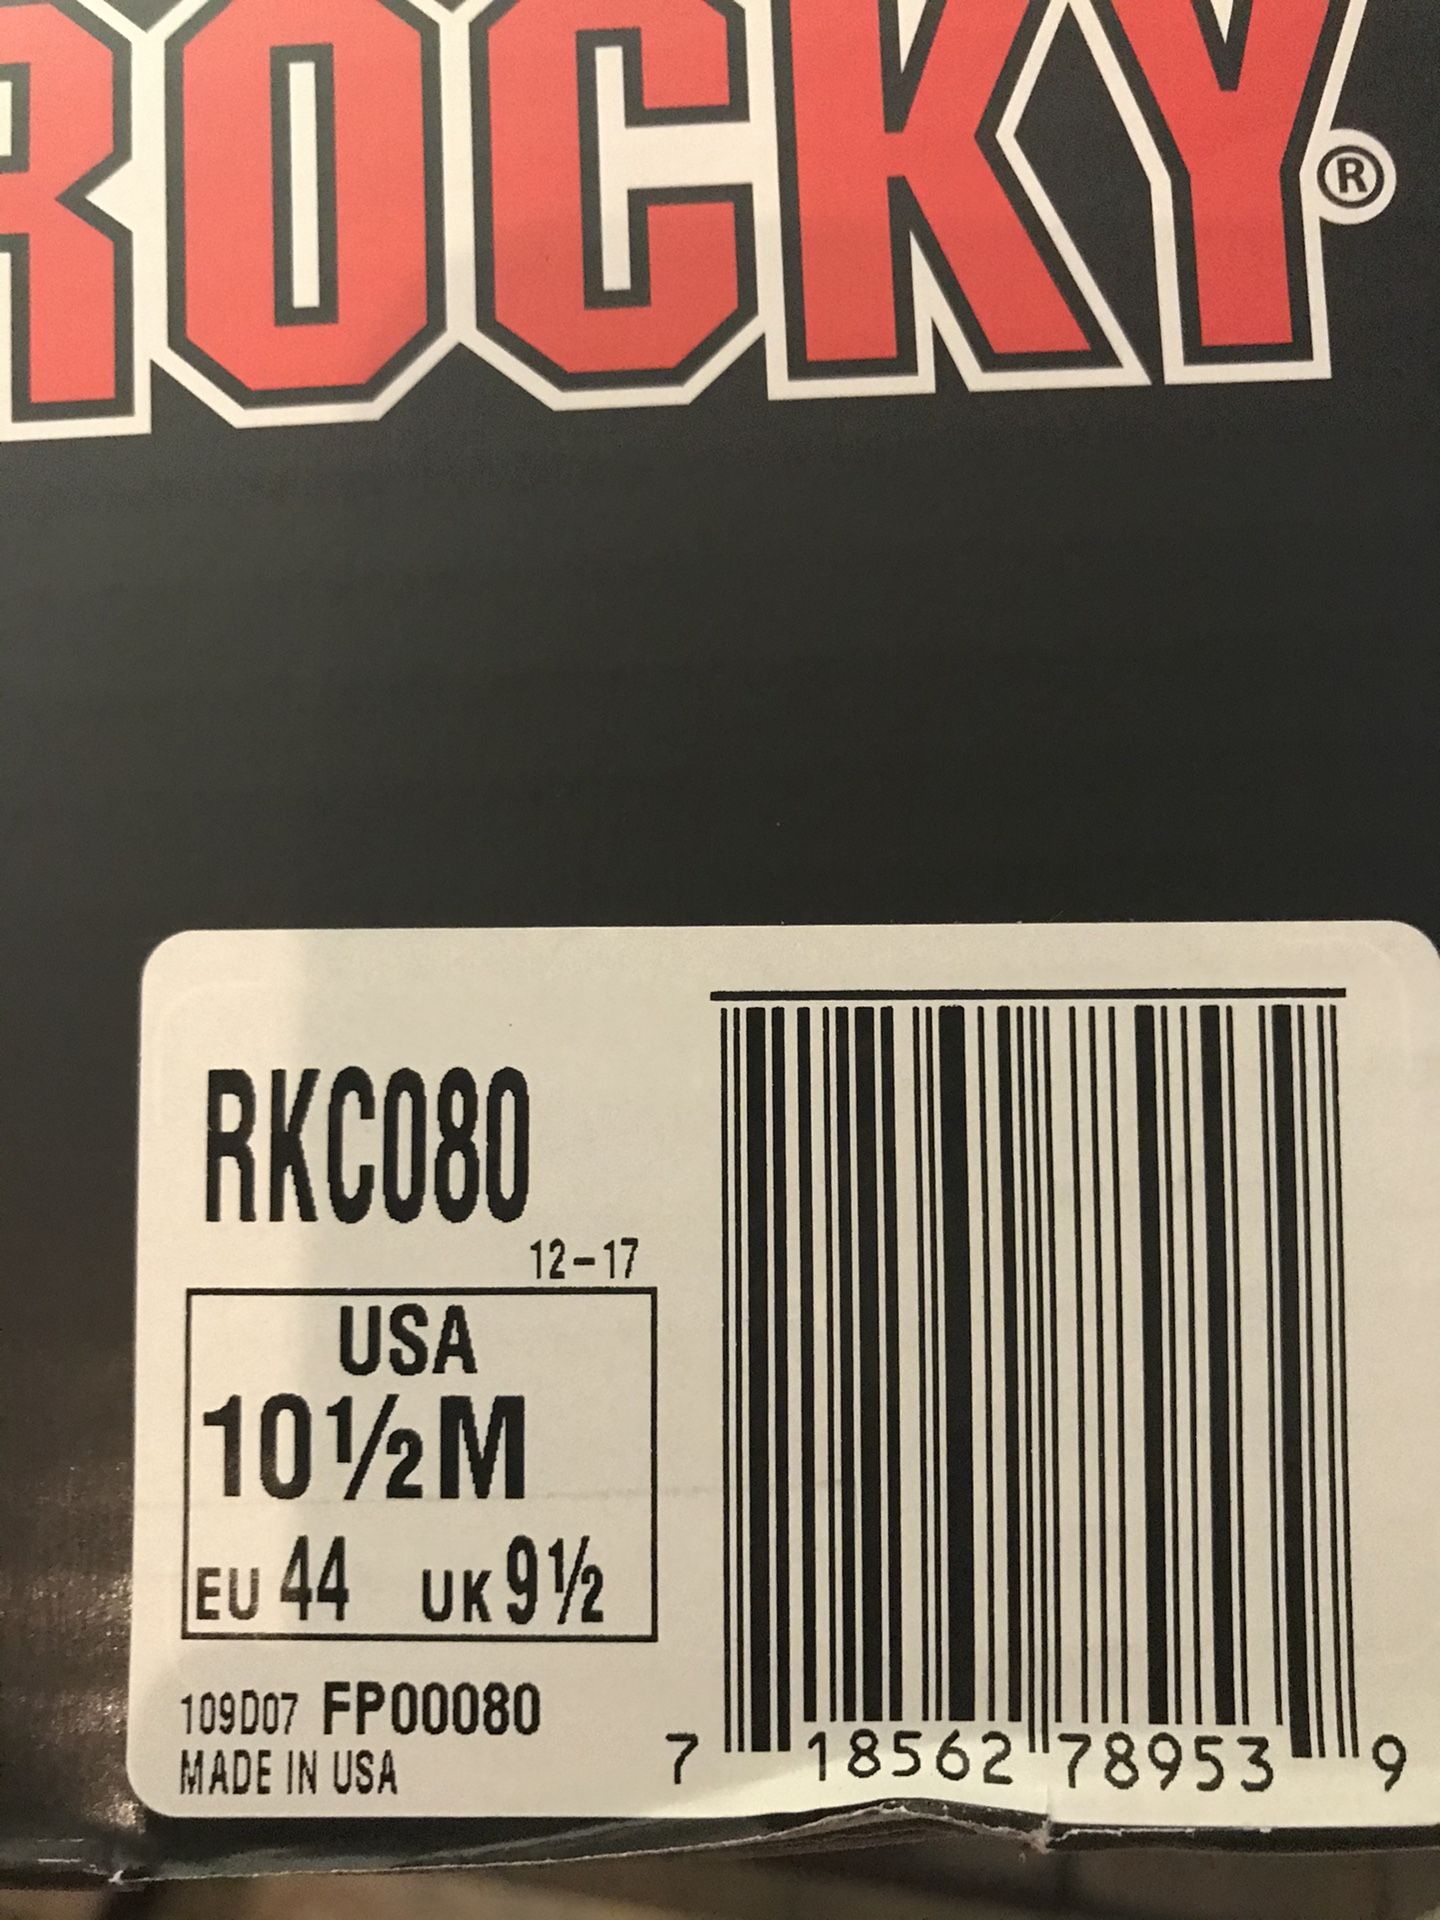 ROCKY®
RKC080
12-17
USA
10½M
EU 44 UK 9½
109D07 FP00080
MADE IN USA
7 18562 78953 9